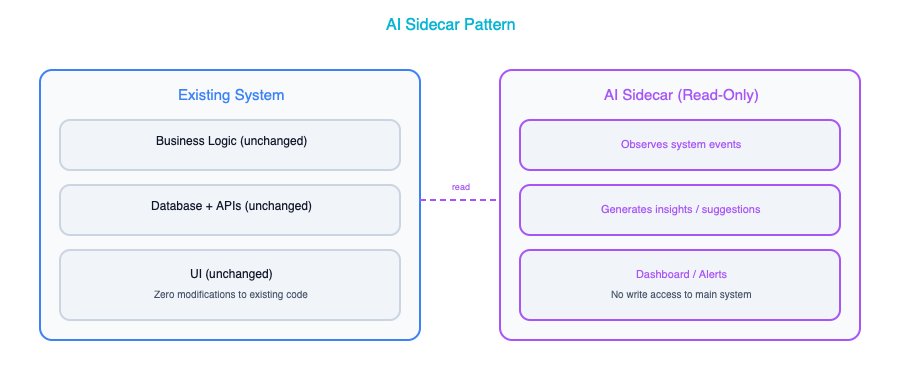 AI Sidecar Pattern
Existing System
Business Logic (unchanged)
Database + APIs (unchanged)
UI (unchanged)
Zero modifications to existing code
read
AI Sidecar (Read-Only)
Observes system events
Generates insights / suggestions
Dashboard / Alerts
No write access to main system